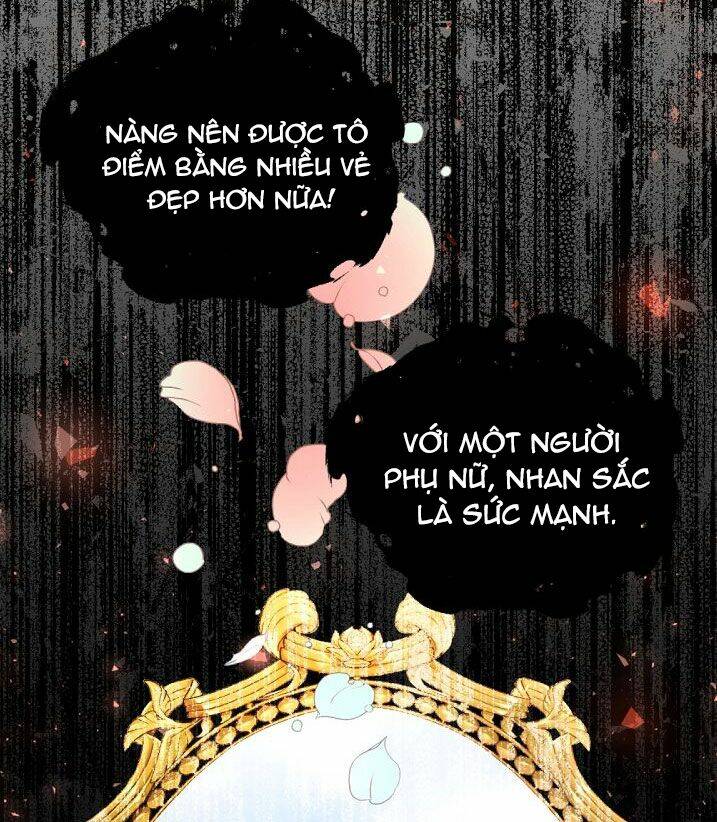 NÀNG NÊN ĐƯỢC TÔ
ĐIỂM BẰNG NHIỀU VẺ
ĐẸP HƠN NỮA!
VỚI MỘT NGƯỜI
PHỤ NỮ, NHAN SẮC
LÀ SỨC MẠNH.